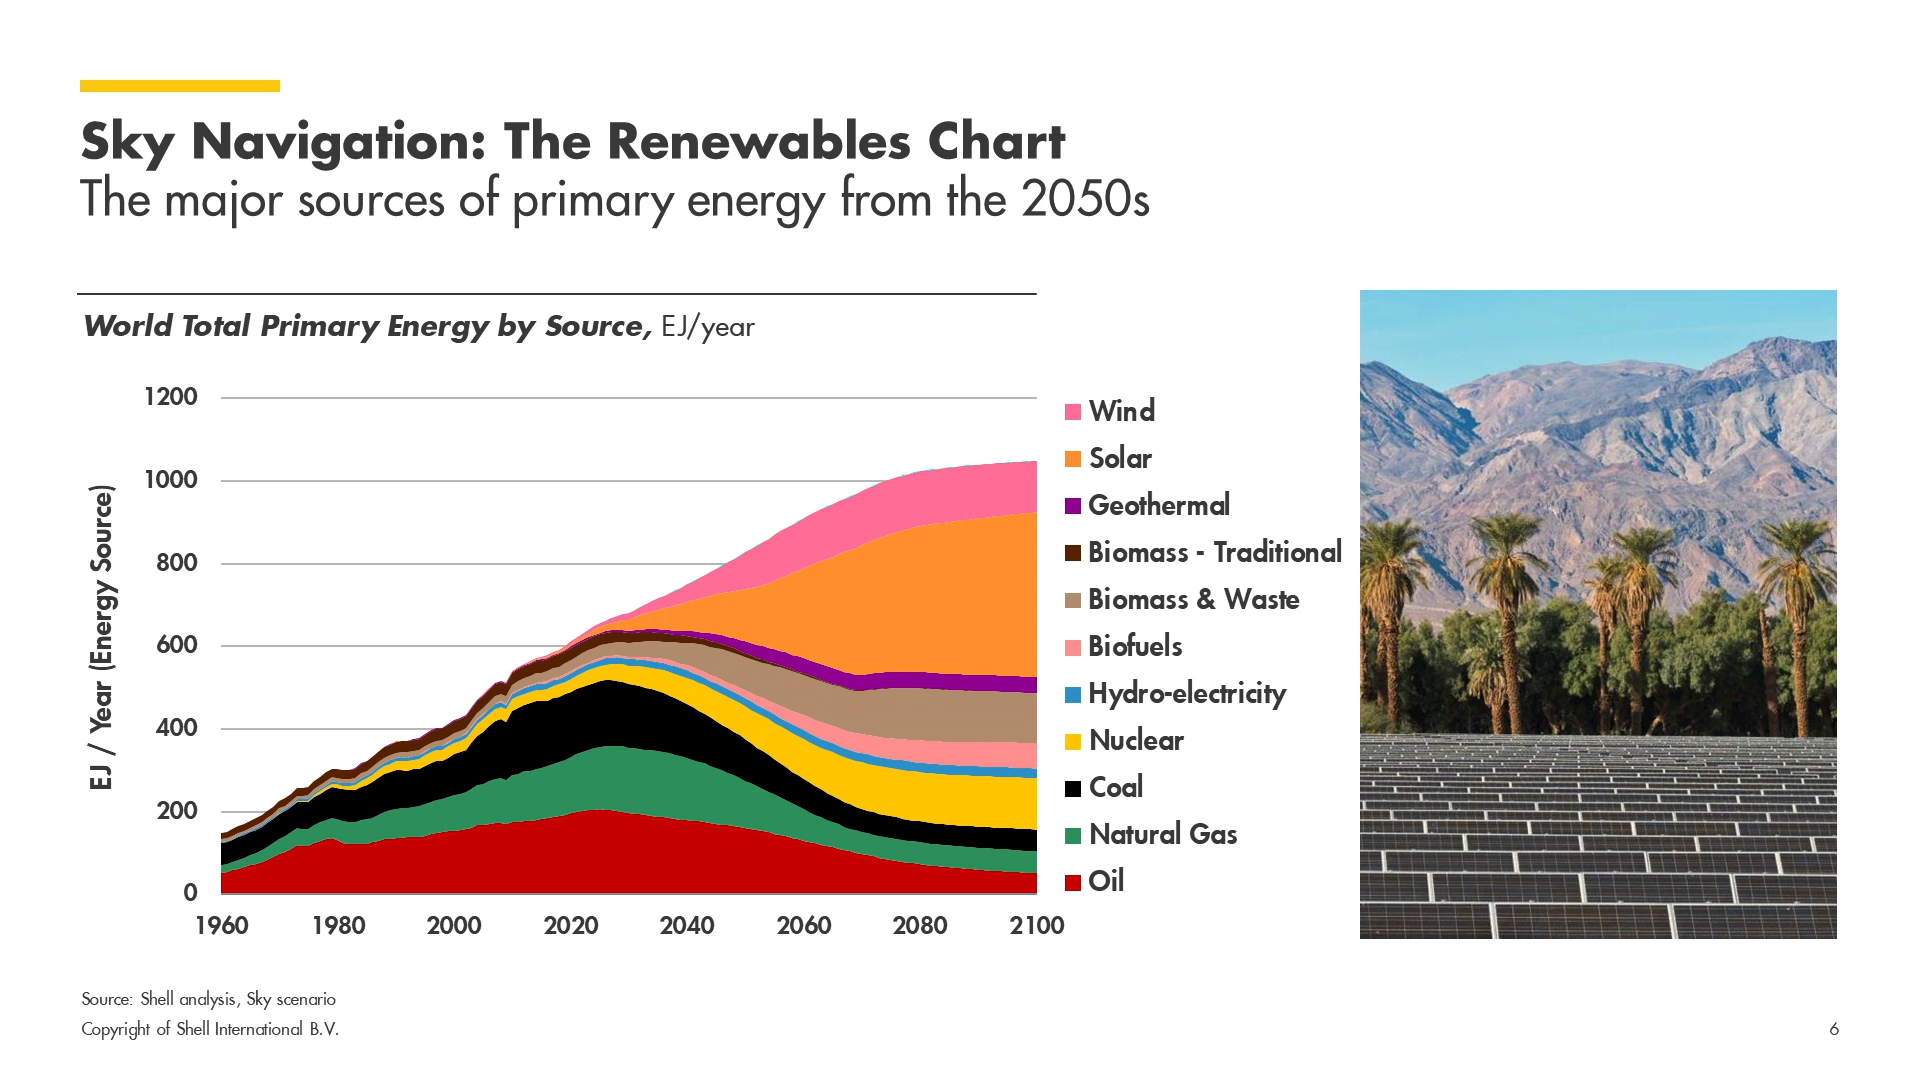 Sky Navigation: The Renewables Chart
The major sources of primary energy from the 2050s
World Total Primary Energy by Source, EJ/year
EJ / Year (Energy Source)
1200
1000
800
600
400
200
0
1960 1980 2000 2020 2040 2060 2080 2100
Wind
Solar
Geothermal
Biomass - Traditional
Biomass & Waste
Biofuels
Hydro-electricity
Nuclear
Coal
Natural Gas
Oil
Source: Shell analysis, Sky scenario
Copyright of Shell International B.V.
6